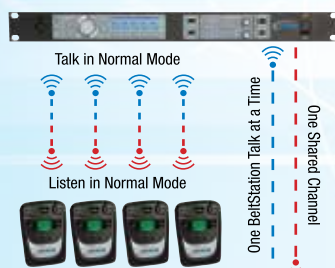 Talk in Normal Mode
Listen in Normal Mode
One BeltStation Talk at a Time
One Shared Channel